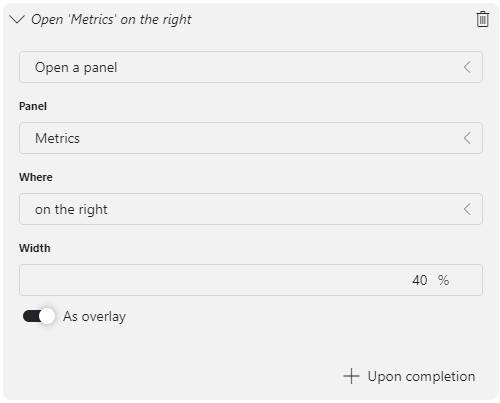 Open 'Metrics' on the right
Open a panel
Panel
Metrics
Where
on the right
Width
40 %
As overlay
Upon completion